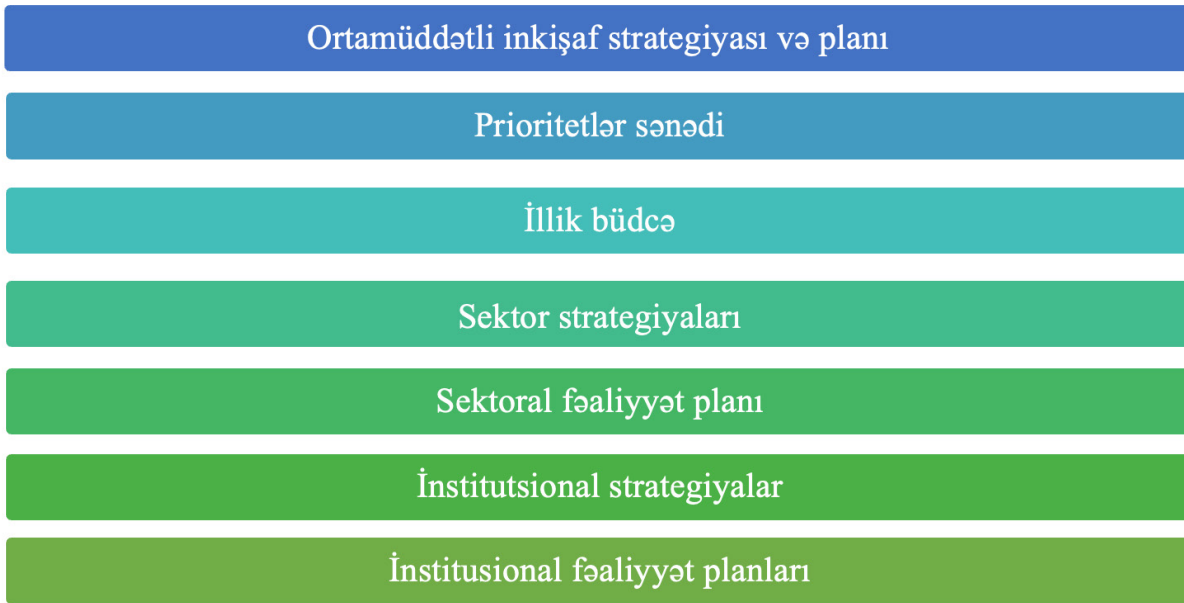 Ortamüddətli inkişaf strategiyası və planı
Prioritetlər sənədi
İllik büdcə
Sektor strategiyaları
Sektoral fəaliyyət planı
İnstitutsional strategiyalar
İnstitusional fəaliyyət planları